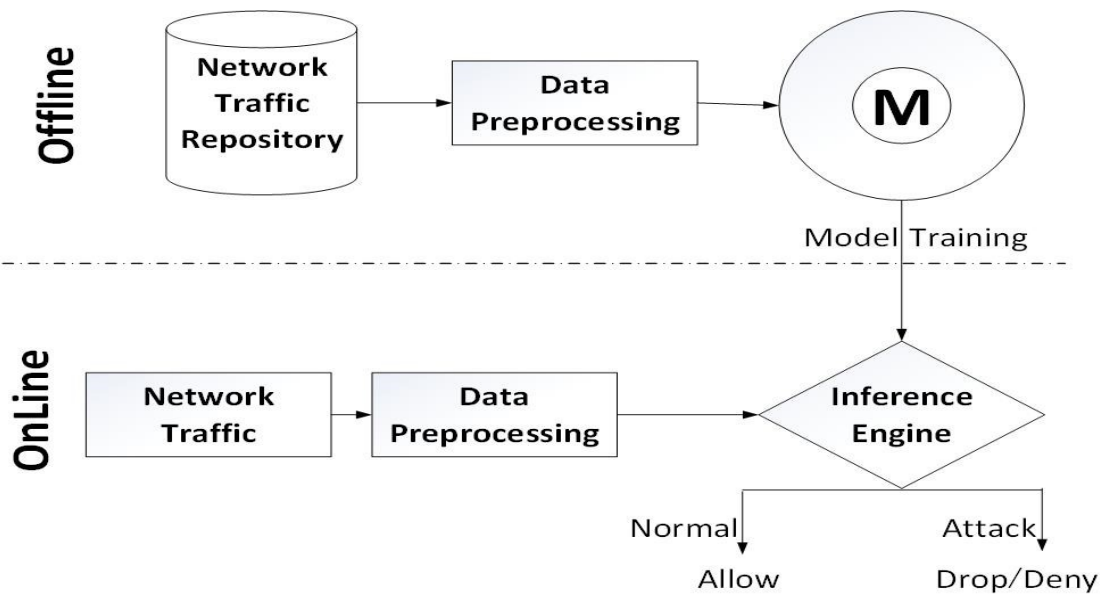 Offline
Network
Traffic
Repository
Data
Preprocessing
M
Model Training
OnLine
Network
Traffic
Data
Preprocessing
Inference
Engine
Normal
Attack
Allow
Drop/Deny